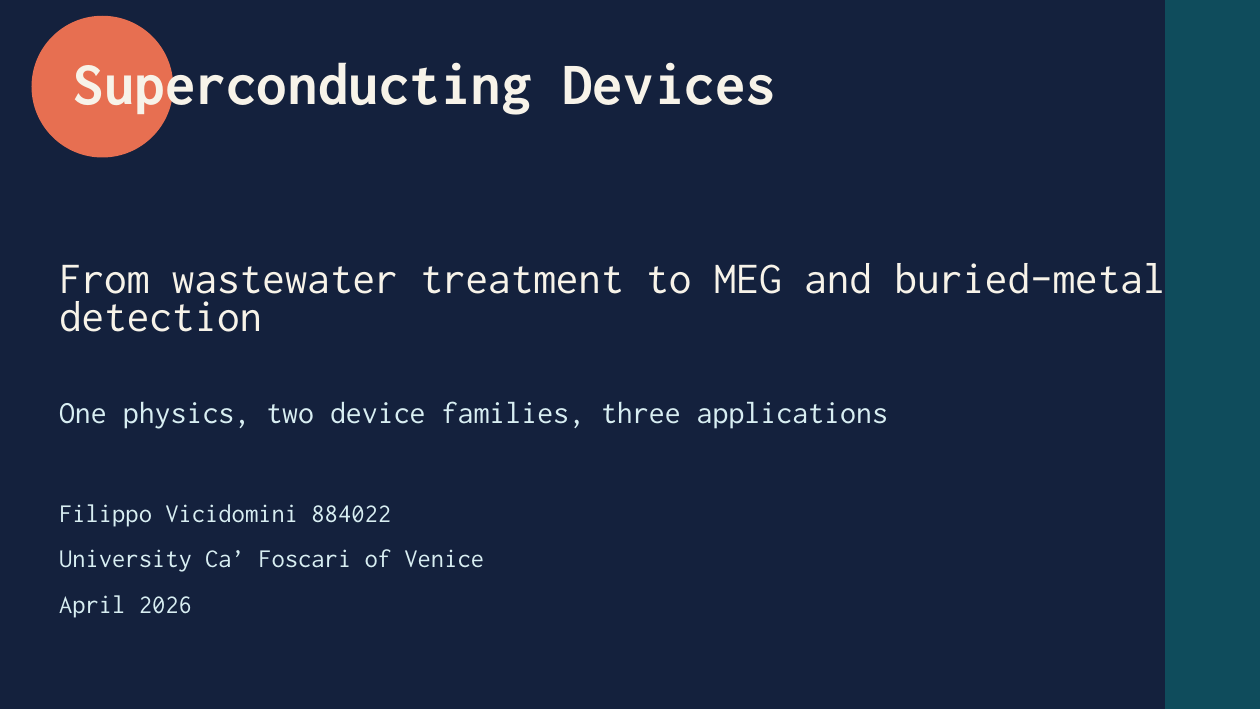 Superconducting Devices
From wastewater treatment to MEG and buried-metal
detection
One physics, two device families, three applications
Filippo Vicidomini 884022
University Ca’ Foscari of Venice
April 2026